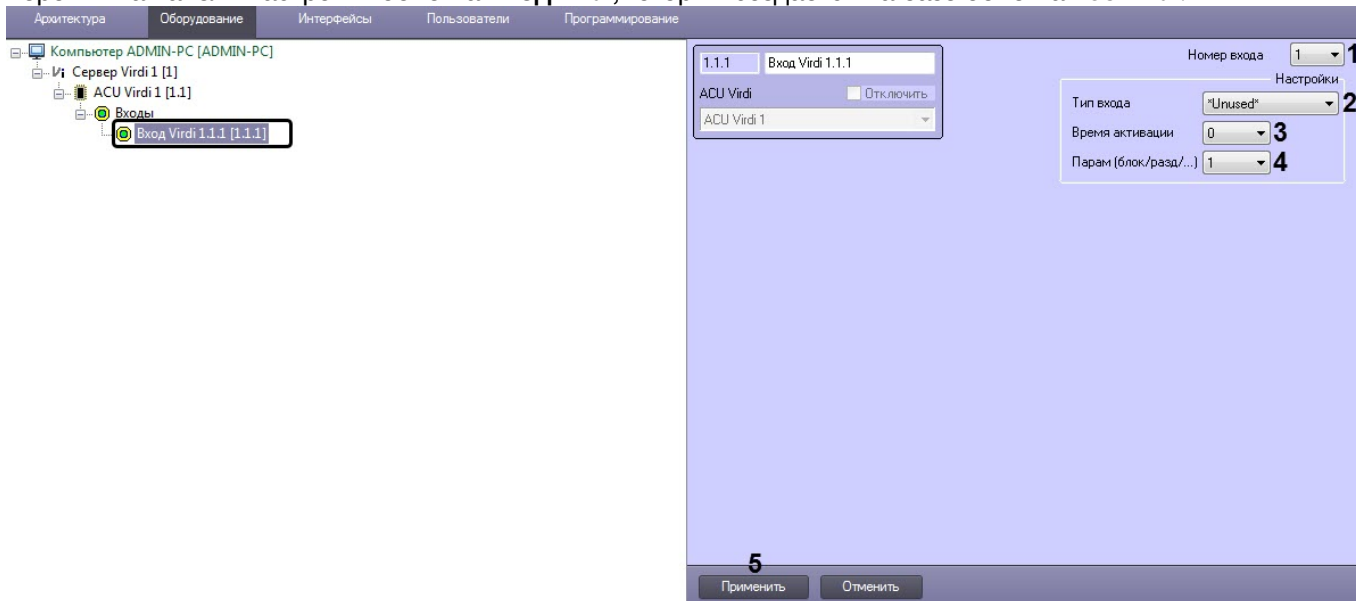 Архитектура Оборудование Интерфейсы Пользователи Программирование
Компьютер ADMIN-PC [ADMIN-PC]
Сервер Virdi 1 [1]
ACU Virdi 1 [1.1]
Входы
Вход Virdi 1.1.1 [1.1.1]
1.1.1 Вход Virdi 1.1.1
ACU Virdi Отключить
ACU Virdi 1
Номер входа 1 1
Настройки
Тип входа *Unused* 2
Время активации 0 3
Парам (блок/разд/...) 1 4
5
Применить Отменить